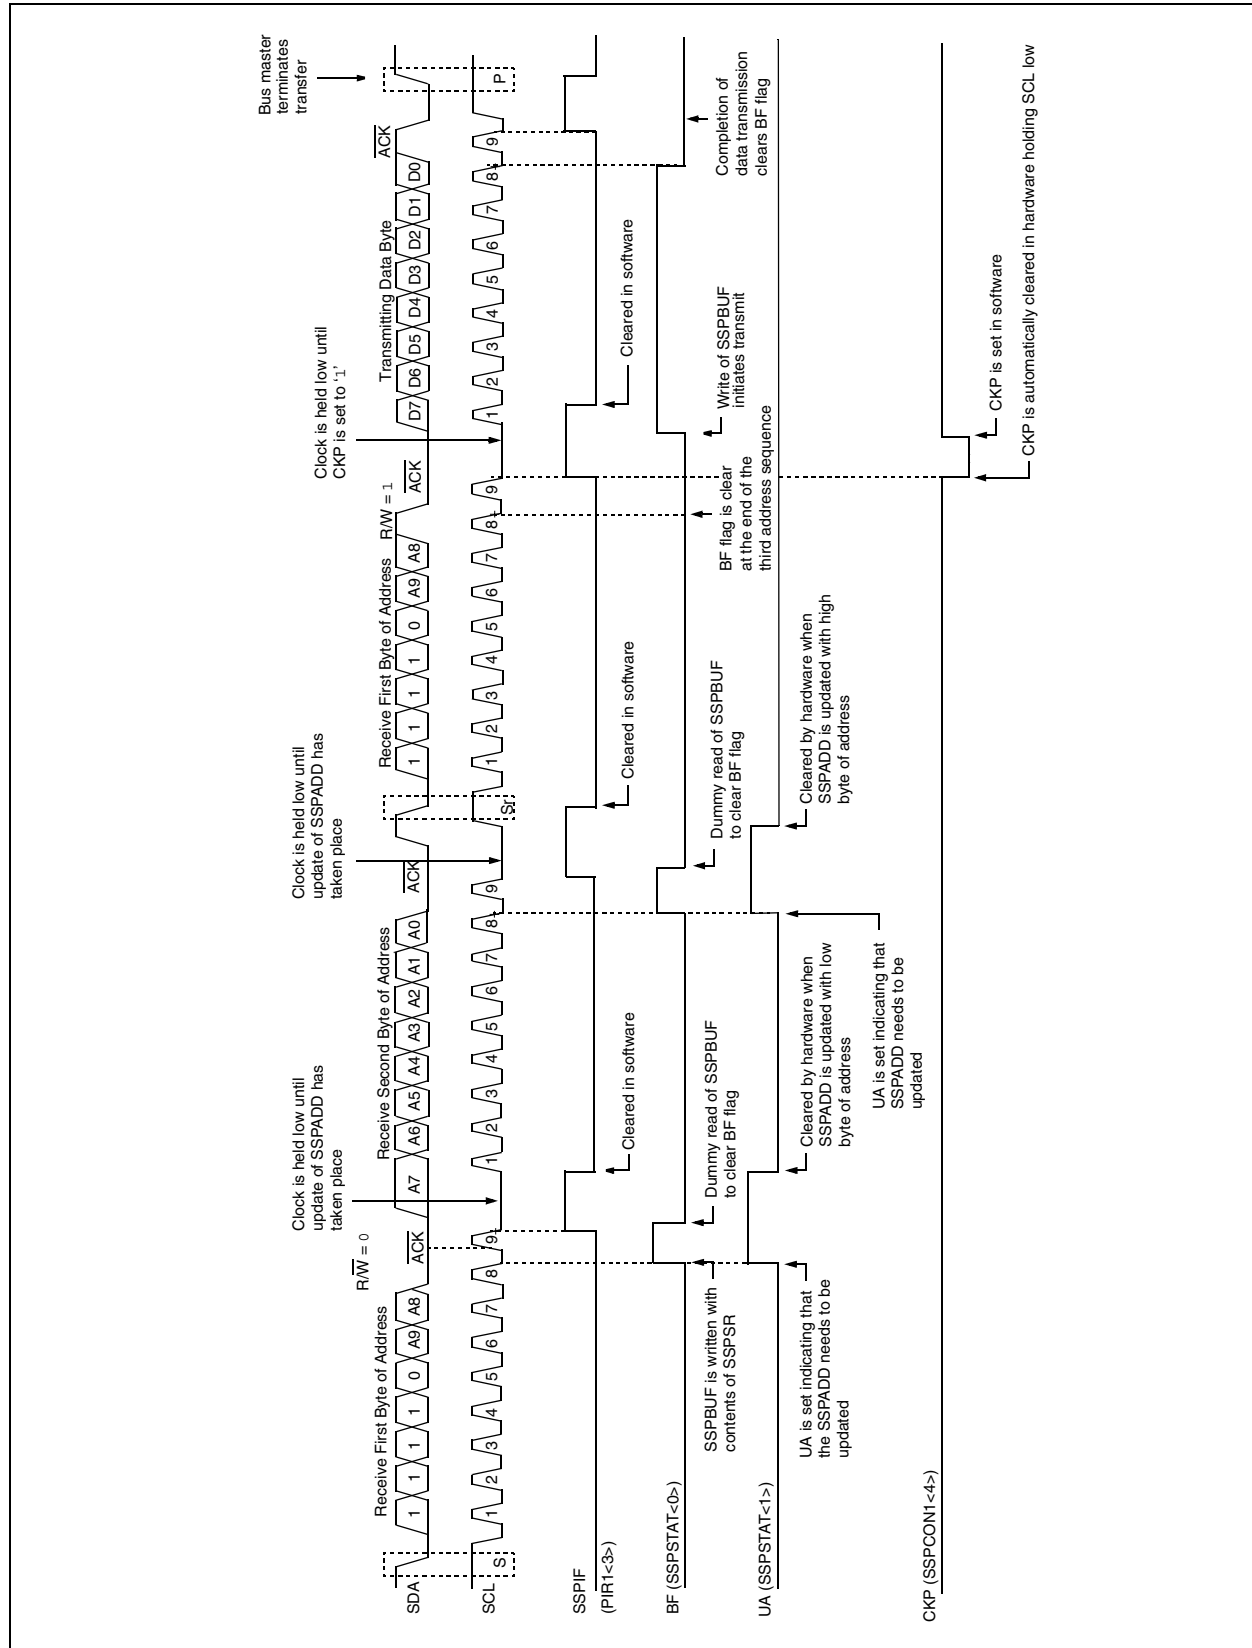 Bus master
terminates
transfer
Clock is held low until
CKP is set to ‘1’
Clock is held low until
update of SSPADD has
taken place
Clock is held low until
update of SSPADD has
taken place
R/W = 0
R/W = 1
Receive First Byte of Address
Receive Second Byte of Address
Receive First Byte of Address
Transmitting Data Byte
SDA
1 1 1 1 0 A9 A8
ACK
A7 A6 A5 A4 A3 A2 A1 A0
ACK
1 1 1 1 0 A9 A8
ACK
D7 D6 D5 D4 D3 D2 D1 D0
ACK
SCL
S
1 2 3 4 5 6 7 8 9
1 2 3 4 5 6 7 8 9
Sr
1 2 3 4 5 6 7 8 9
1 2 3 4 5 6 7 8 9
P
SSPIF
(PIR1<3>)
Cleared in software
Cleared in software
Cleared in software
BF (SSPSTAT<0>)
SSPBUF is written with
contents of SSPSR
Dummy read of SSPBUF
to clear BF flag
Dummy read of SSPBUF
to clear BF flag
BF flag is clear
at the end of the
third address sequence
Write of SSPBUF
initiates transmit
Completion of
data transmission
clears BF flag
UA (SSPSTAT<1>)
UA is set indicating that
the SSPADD needs to be
updated
Cleared by hardware when
SSPADD is updated with low
byte of address
UA is set indicating that
SSPADD needs to be
updated
Cleared by hardware when
SSPADD is updated with high
byte of address
CKP (SSPCON1<4>)
CKP is set in software
CKP is automatically cleared in hardware holding SCL low